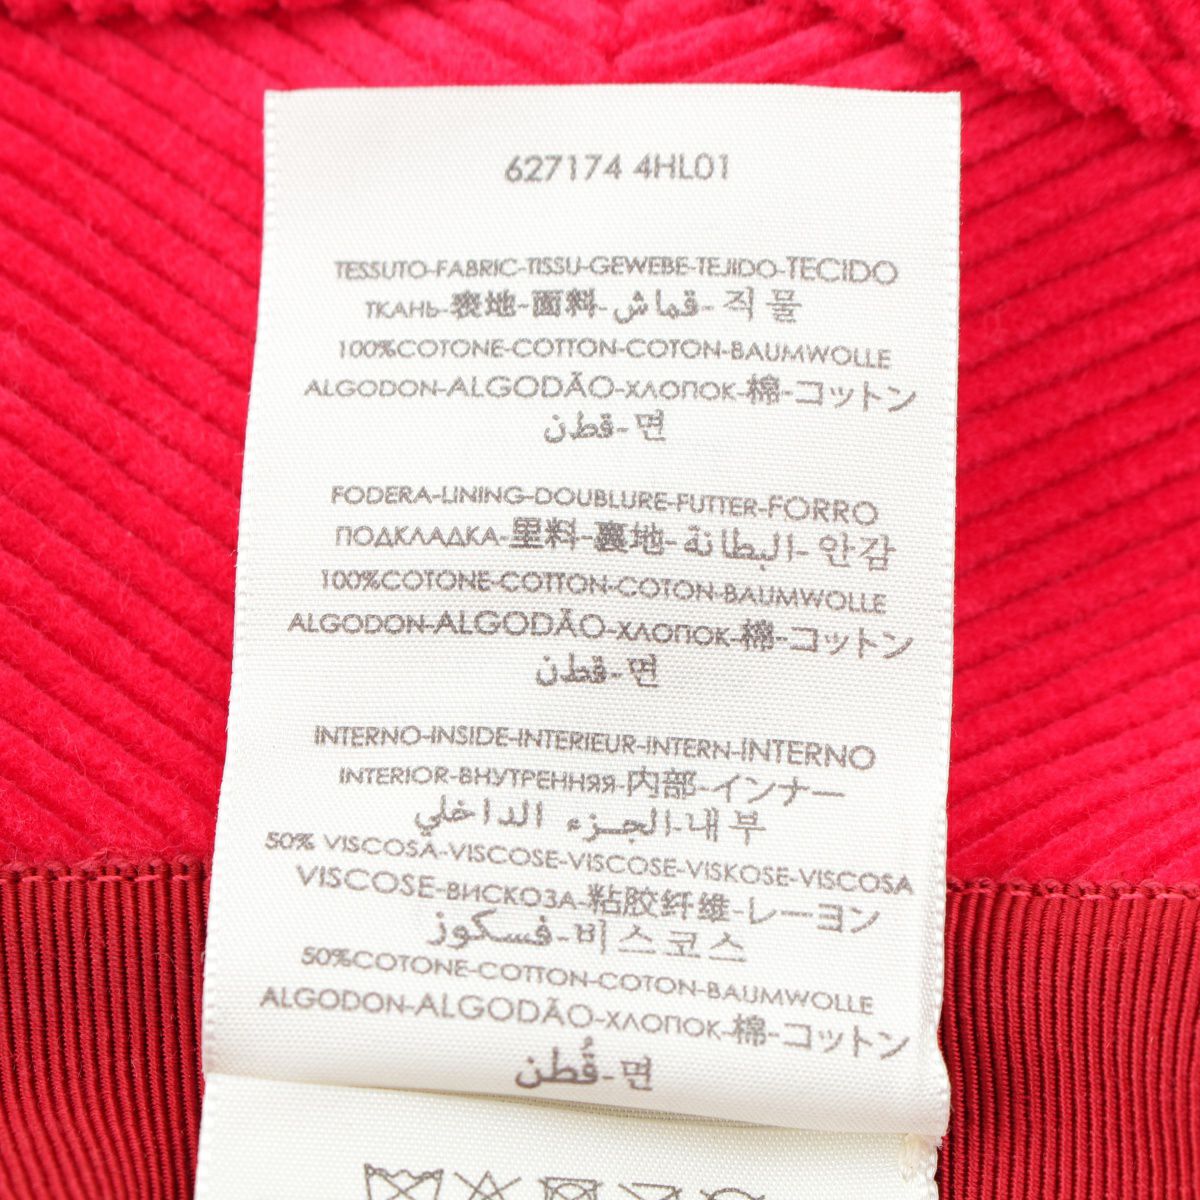 627174 4HL01
TESSUTO-FABRIC-TISSU-GEWEBE-TEJIDO-TECIDO
ТКАНЬ-表地-面料-قماش-직물
100%COTONE-COTTON-COTON-BAUMWOLLE
ALGODON-ALGODÃO-ХЛОПОК-棉-コットン
قطن-면
FODERA-LINING-DOUBLURE-FUTTER-FORRO
ПОДКЛАДКА-里料-裏地-البطانة-안감
100%COTONE-COTTON-COTON-BAUMWOLLE
ALGODON-ALGODÃO-ХЛОПОК-棉-コットン
قطن-면
INTERNO-INSIDE-INTERIEUR-INTERN-INTERNO
INTERIOR-ВНУТРЕННЯЯ-内部-インナー
الجزء الداخلي-내부
50% VISCOSA-VISCOSE-VISCOSE-VISKOSE-VISCOSA
VISCOSE-ВИСКОЗА-粘胶纤维-レーヨン
فسكوز-비스코스
50%COTONE-COTTON-COTON-BAUMWOLLE
ALGODON-ALGODÃO-ХЛОПОК-棉-コットン
قُطن-면